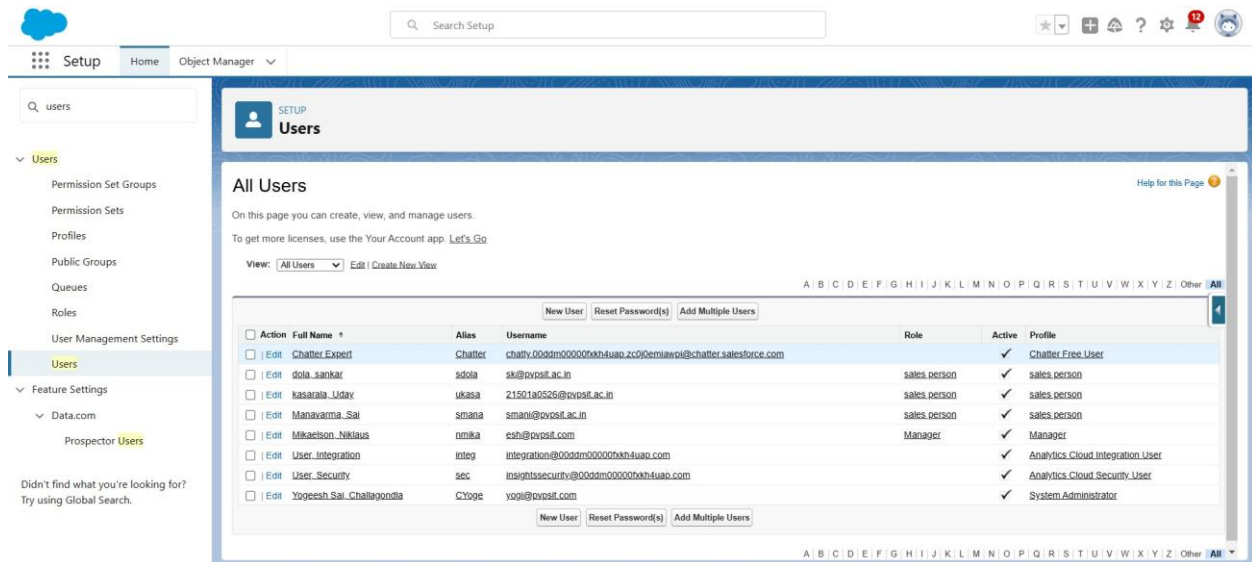 Search Setup
12
Setup Home Object Manager
users
SETUP
Users
Users
Permission Set Groups
Permission Sets
Profiles
Public Groups
Queues
Roles
User Management Settings
Users
Feature Settings
Data.com
Prospector Users
Didn't find what you're looking for?
Try using Global Search.
All Users
Help for this Page ?
On this page you can create, view, and manage users.
To get more licenses, use the Your Account app. Let's Go
View: All Users Edit | Create New View
A | B | C | D | E | F | G | H | I | J | K | L | M | N | O | P | Q | R | S | T | U | V | W | X | Y | Z | Other All
New User Reset Password(s) Add Multiple Users
Action Full Name ↑ Alias Username Role Active Profile
| Edit Chatter Expert Chatter chatty.00ddm00000fxkh4uap.zc0j0emiawpi@chatter.salesforce.com ✓ Chatter Free User
| Edit dola, sankar sdola sk@pvpsit.ac.in sales person ✓ sales person
| Edit kasarala, Uday ukasa 21501a0526@pvpsit.ac.in sales person ✓ sales person
| Edit Manavarma, Sai smana smani@pvpsit.ac.in sales person ✓ sales person
| Edit Mikaelson, Niklaus nmika esh@pvpsit.com Manager ✓ Manager
| Edit User, Integration integ integration@00ddm00000fxkh4uap.com ✓ Analytics Cloud Integration User
| Edit User, Security sec insightssecurity@00ddm00000fxkh4uap.com ✓ Analytics Cloud Security User
| Edit Yogeesh Sai, Challagondla CYoge yogi@pvpsit.com ✓ System Administrator
New User Reset Password(s) Add Multiple Users
A | B | C | D | E | F | G | H | I | J | K | L | M | N | O | P | Q | R | S | T | U | V | W | X | Y | Z | Other All